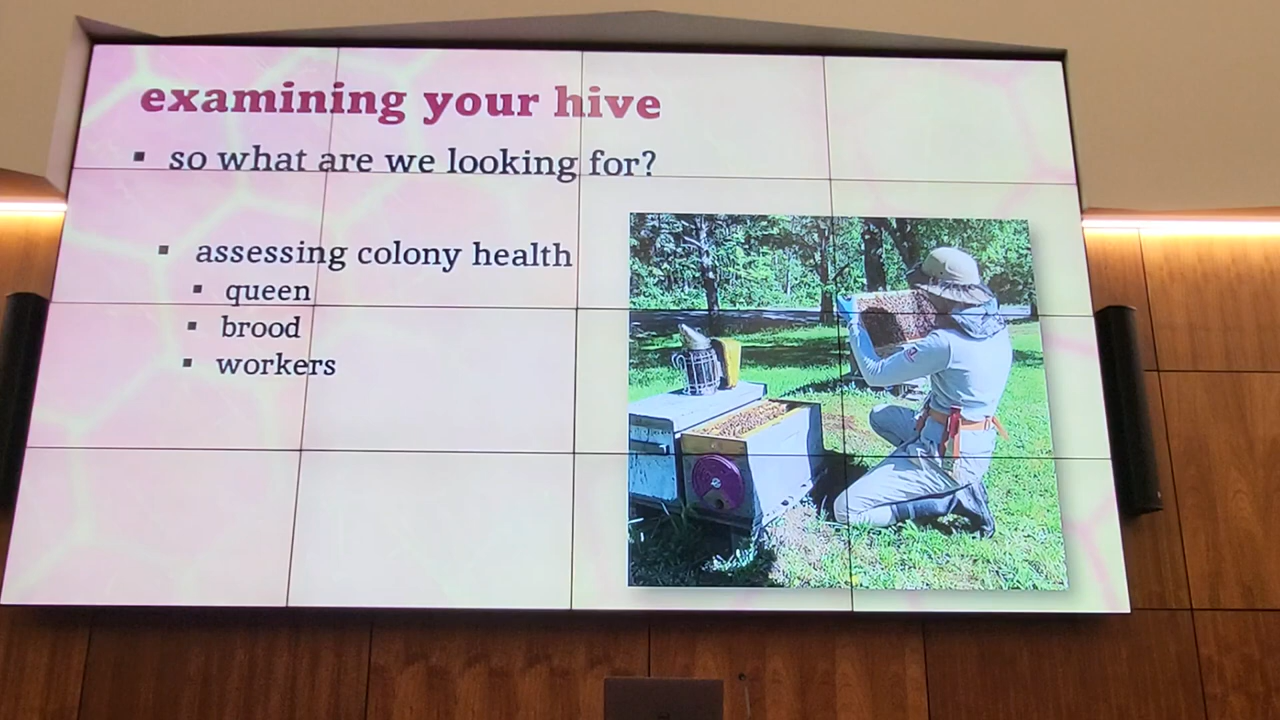 examining your hive
▪ so what are we looking for?
▪ assessing colony health
▪ queen
▪ brood
▪ workers